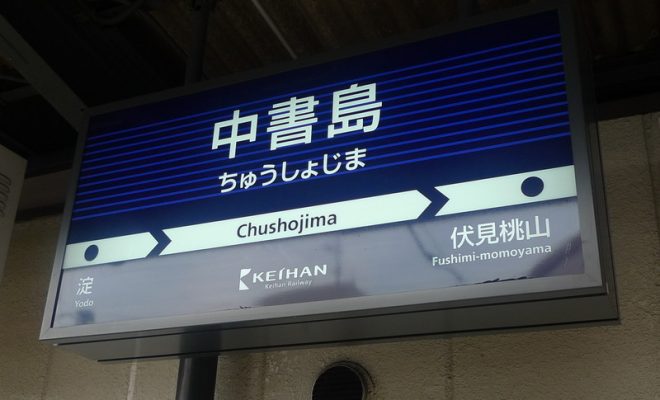 中書島
ちゅうしょじま
Chushojima
淀
Yodo
KEIHAN
Keihan Railway
伏見桃山
Fushimi-momoyama